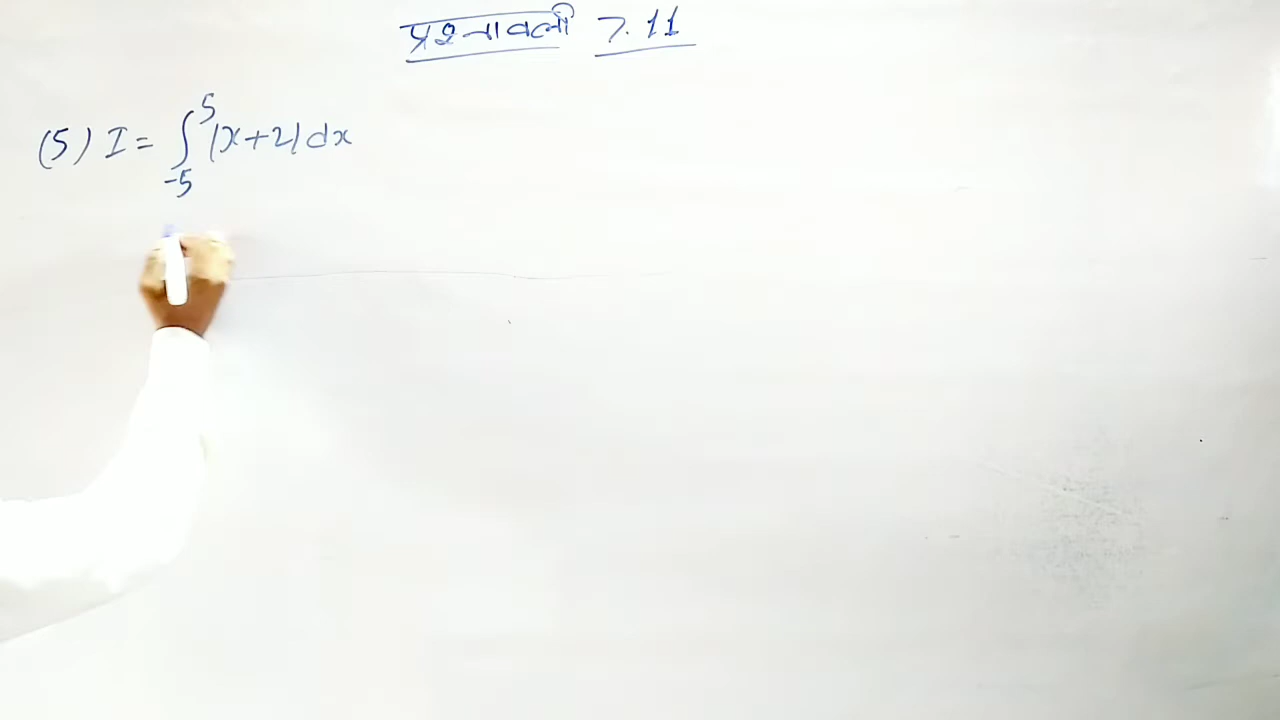 प्रश्नावली 7.11
(5) I = ∫_{-5}^{5} |x+2| dx